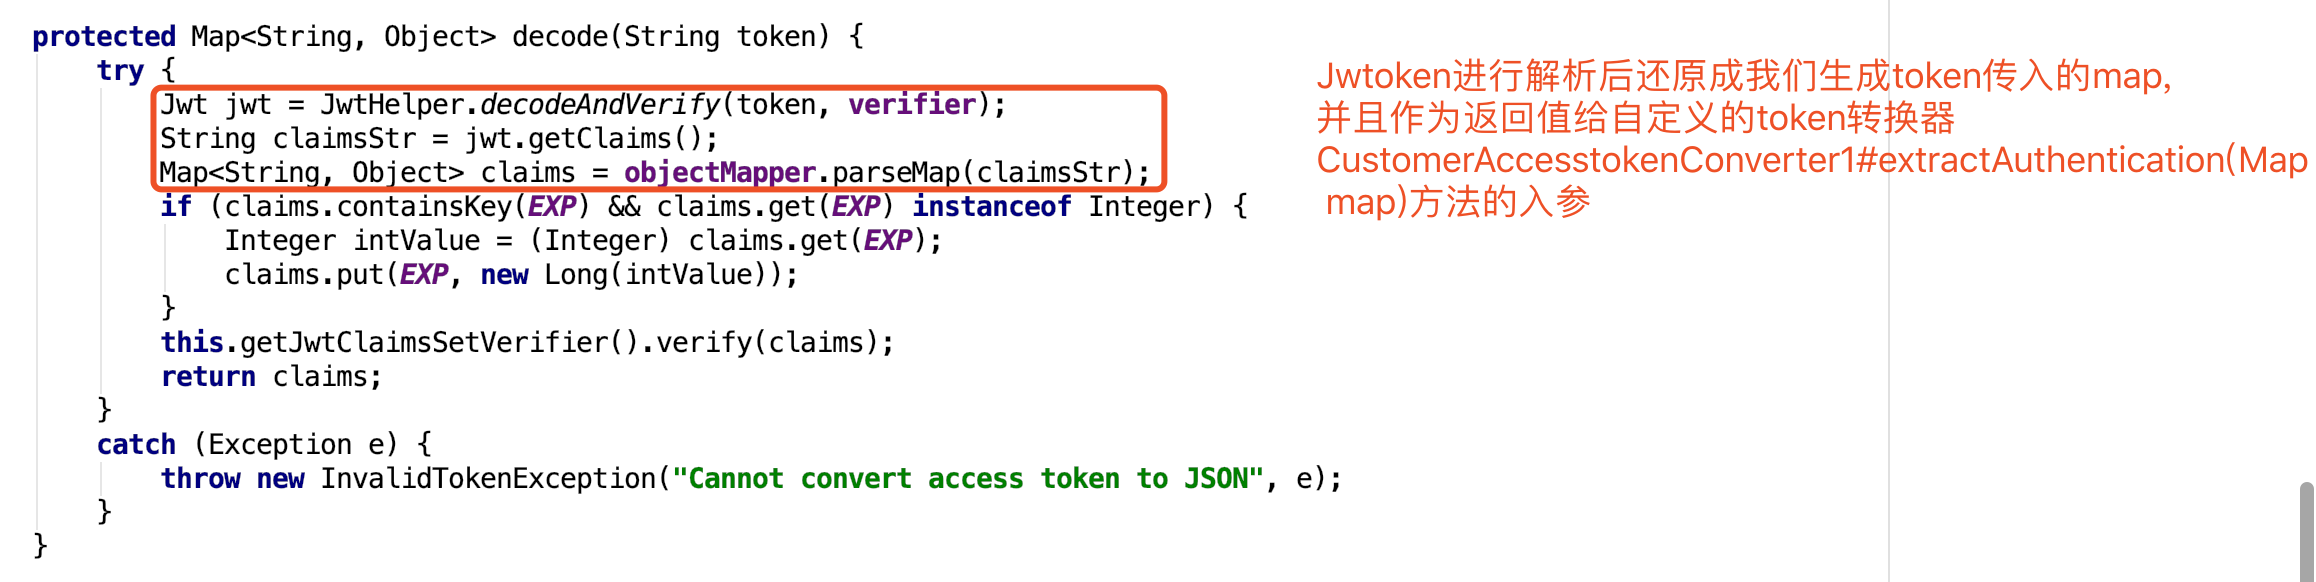 protected Map<String, Object> decode(String token) {
try {
Jwt jwt = JwtHelper.decodeAndVerify(token, verifier);
String claimsStr = jwt.getClaims();
Map<String, Object> claims = objectMapper.parseMap(claimsStr);
if (claims.containsKey(EXP) && claims.get(EXP) instanceof Integer) {
Integer intValue = (Integer) claims.get(EXP);
claims.put(EXP, new Long(intValue));
}
this.getJwtClaimsSetVerifier().verify(claims);
return claims;
}
catch (Exception e) {
throw new InvalidTokenException("Cannot convert access token to JSON", e);
}
}
Jwtoken进行解析后还原成我们生成token传入的map,
并且作为返回值给自定义的token转换器
CustomerAccesstokenConverter1#extractAuthentication(Map
map)方法的入参